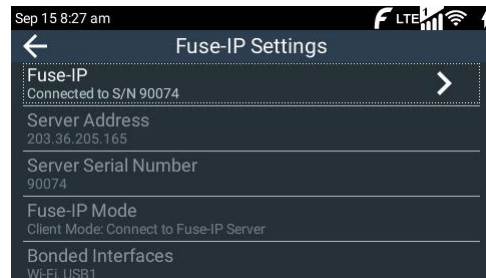 Sep 15 8:27 am
F LTE 1
Fuse-IP Settings
Fuse-IP
Connected to S/N 90074
Server Address
203.36.205.165
Server Serial Number
90074
Fuse-IP Mode
Client Mode: Connect to Fuse-IP Server
Bonded Interfaces
Wi-Fi, USB1